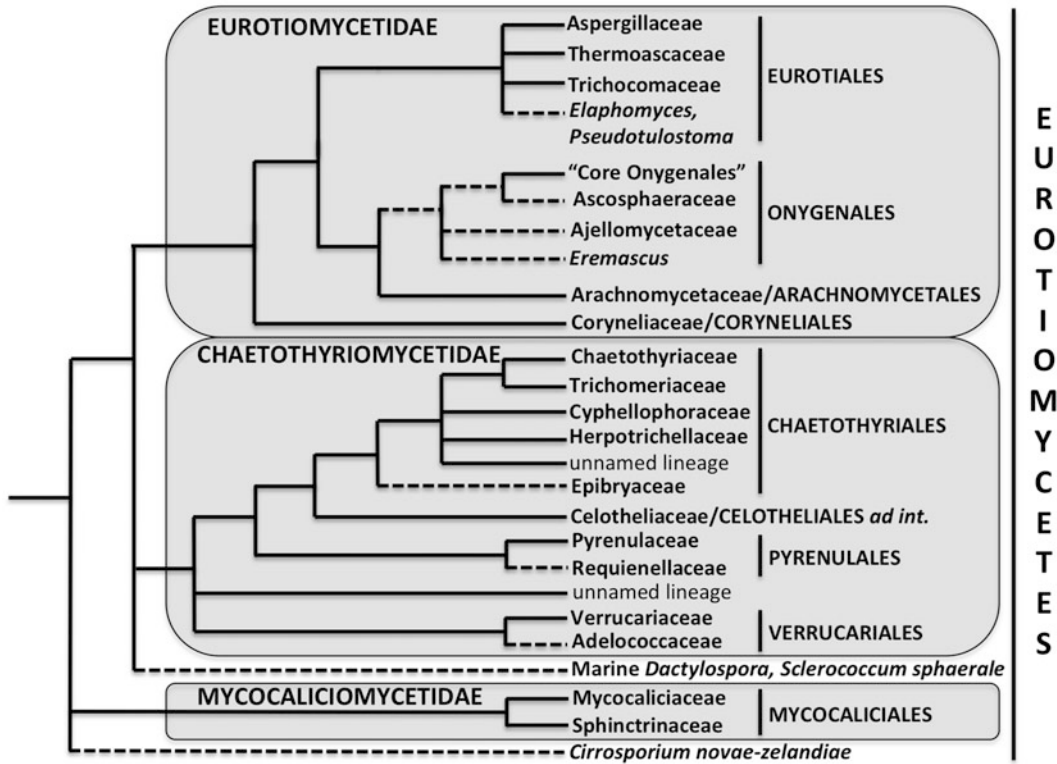 EUROTIOMYCETIDAE
Aspergillaceae
Thermoascaceae
Trichocomaceae
Elaphomyces,
Pseudotulostoma
EUROTIALES
“Core Onygenales”
Ascosphaeraceae
Ajellomycetaceae
Eremascus
ONYGENALES
Arachnomycetaceae/ARACHNOMYCETALES
Coryneliaceae/CORYNELIALES
CHAETOTHYRIOMYCETIDAE
Chaetothyriaceae
Trichomeriaceae
Cyphellophoraceae
Herpotrichellaceae
unnamed lineage
Epibryaceae
CHAETOTHYRIALES
Celotheliaceae/CELOTHELIALES ad int.
Pyrenulaceae
Requienellaceae
PYRENULALES
unnamed lineage
Verrucariaceae
Adelococcaceae
VERRUCARIALES
Marine Dactylospora, Sclerococcum sphaerale
MYCOCALICIOMYCETIDAE
Mycocaliciaceae
Sphinctrinaceae
MYCOCALICIALES
Cirrosporium novae-zelandiae
EUROTIOMYCETES